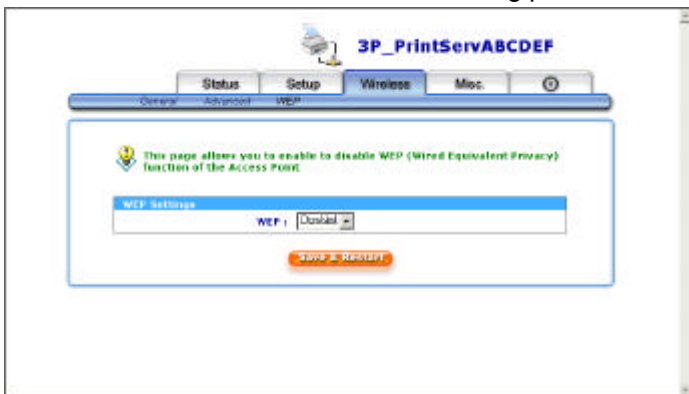 3P_PrintServABCDEF
Status Setup Wireless Misc.
General Advanced WEP
This page allows you to enable to disable WEP (Wired Equivalent Privacy)
function of the Access Point
WEP Settings
WEP : Disabled
Save & Restart